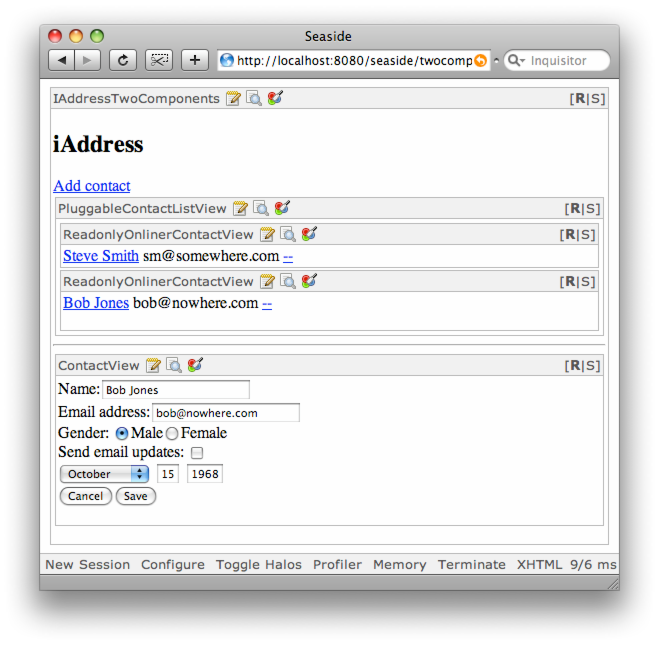 Seaside
http://localhost:8080/seaside/twocomp
Inquisitor
IAddressTwoComponents [R|S]
iAddress
Add contact
PluggableContactListView [R|S]
ReadonlyOnlinerContactView [R|S]
Steve Smith sm@somewhere.com --
ReadonlyOnlinerContactView [R|S]
Bob Jones bob@nowhere.com --
ContactView [R|S]
Name: Bob Jones
Email address: bob@nowhere.com
Gender: Male Female
Send email updates:
October 15 1968
Cancel Save
New Session Configure Toggle Halos Profiler Memory Terminate XHTML 9/6 ms